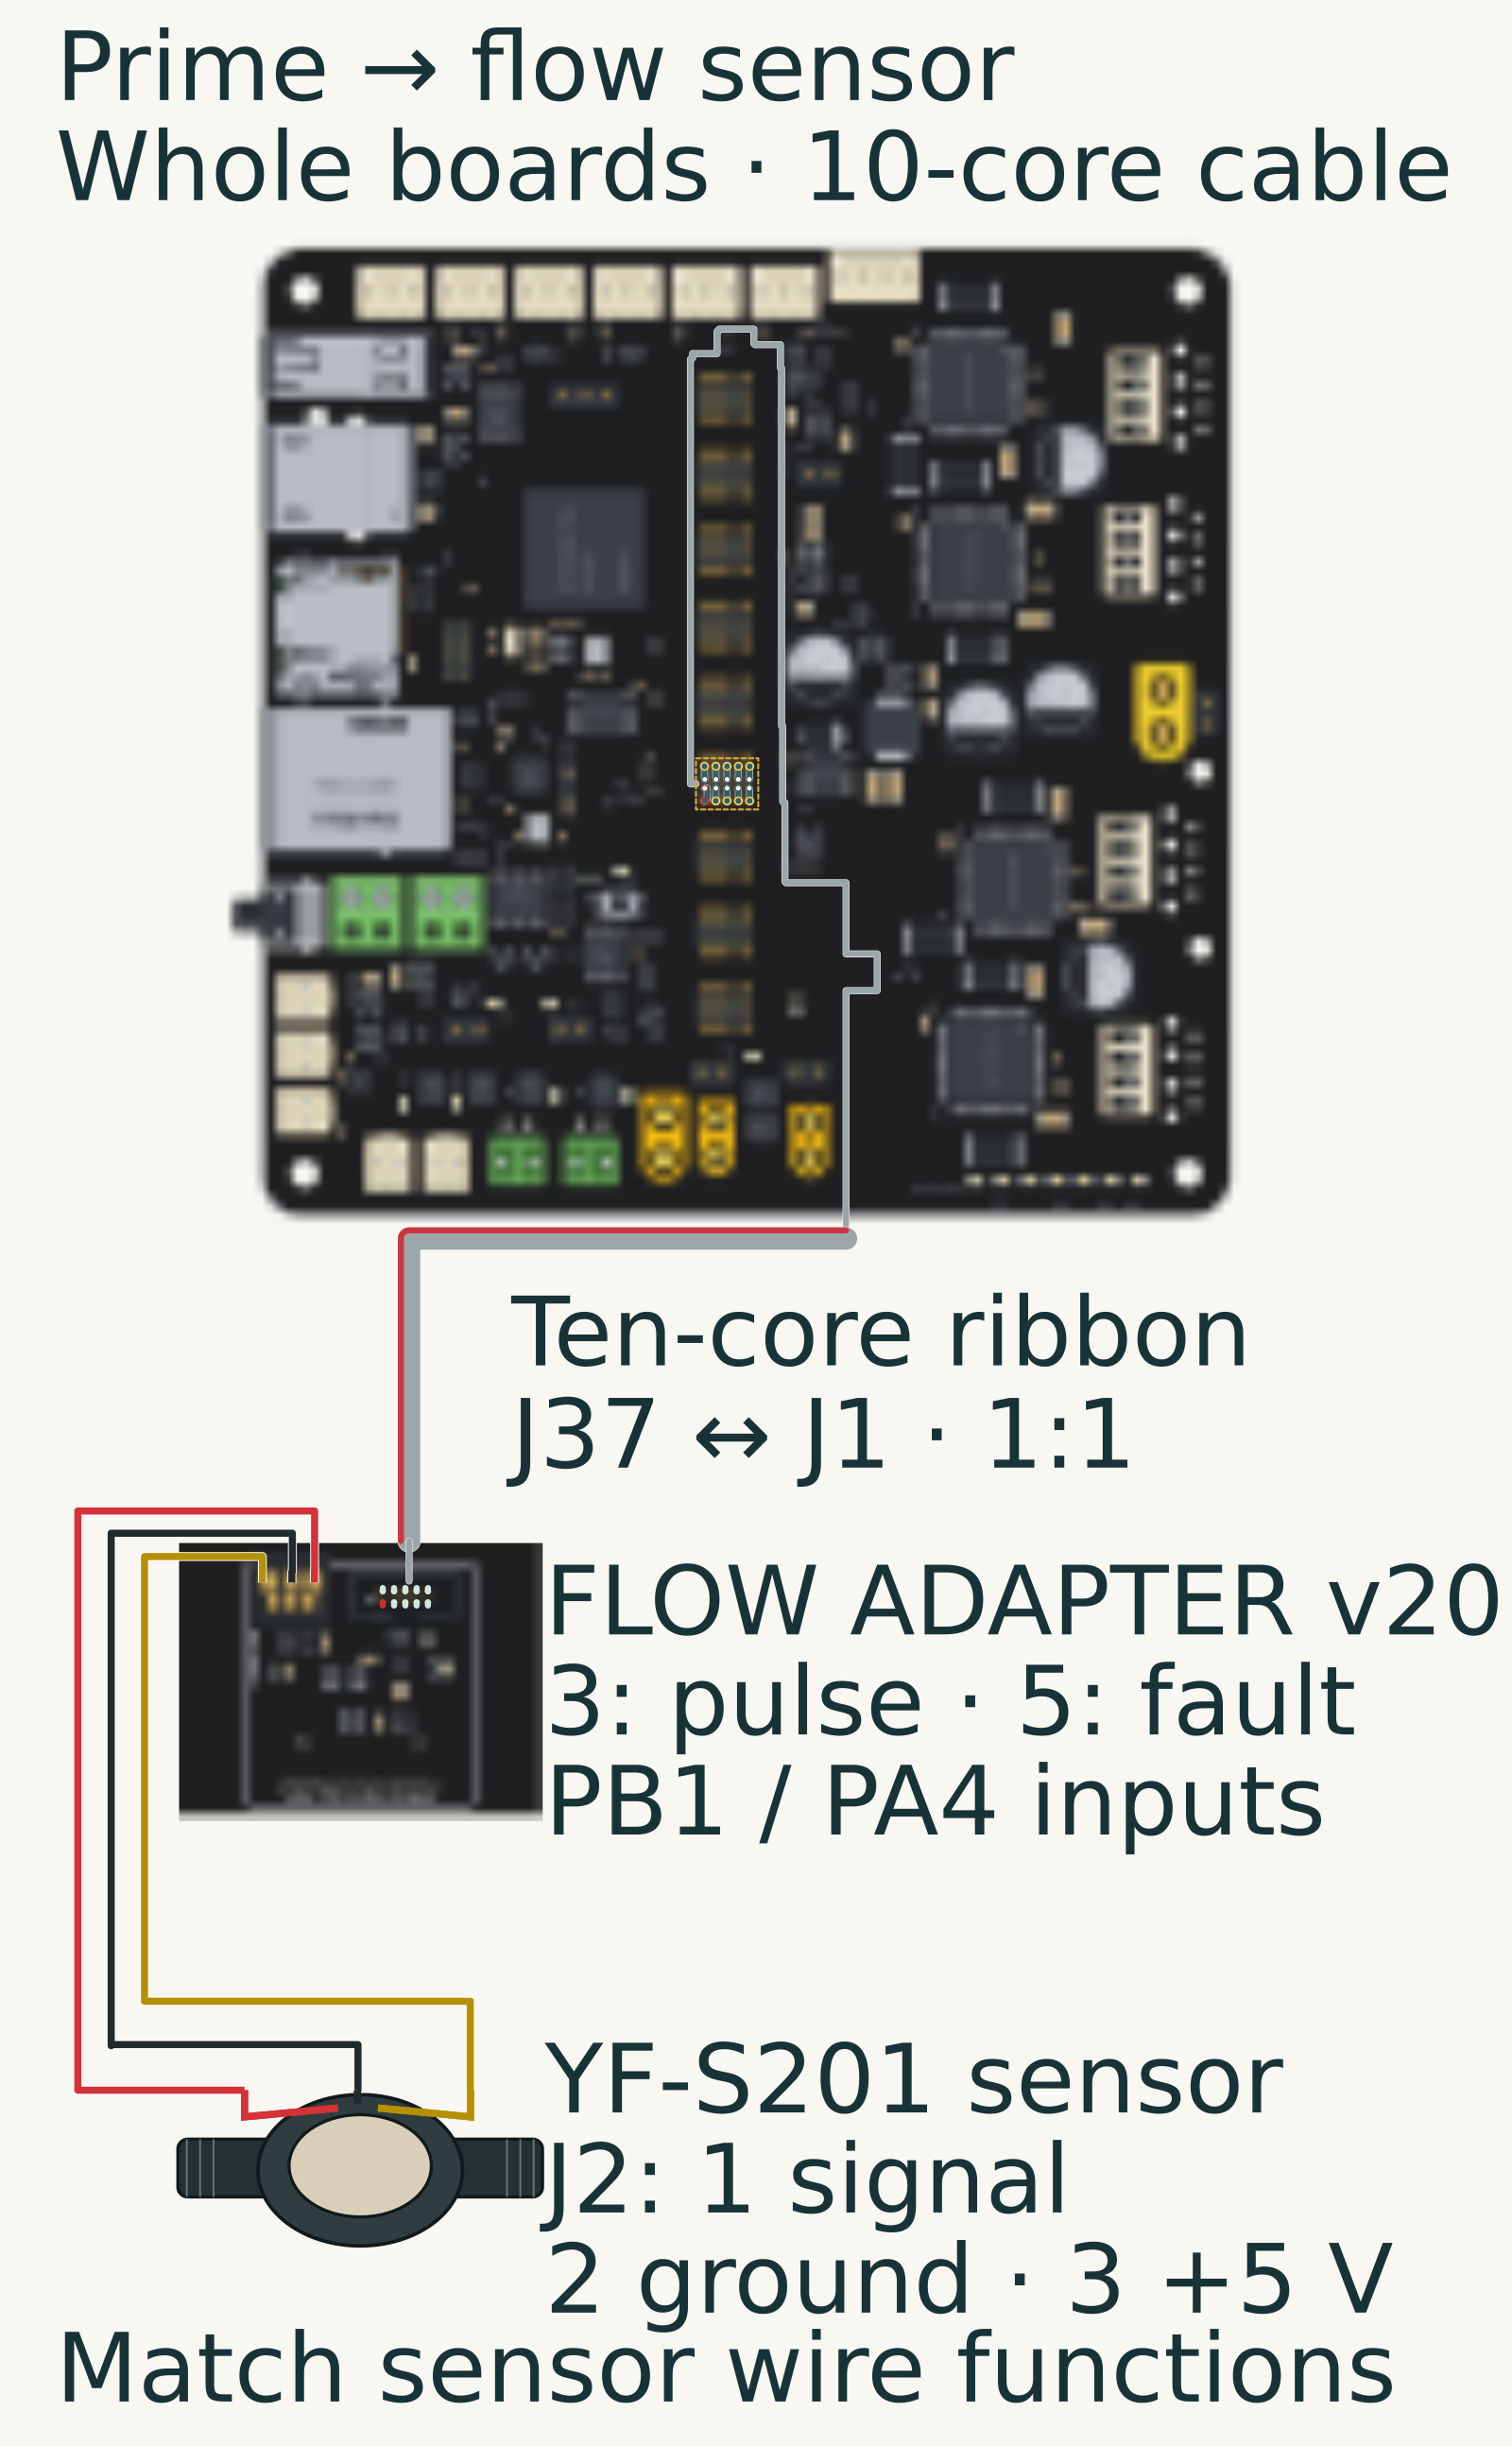 Prime → flow sensor
Whole boards · 10-core cable
Ten-core ribbon
J37 ↔ J1 · 1:1
FLOW ADAPTER v20
3: pulse · 5: fault
PB1 / PA4 inputs
YF-S201 sensor
J2: 1 signal
2 ground · 3 +5 V
Match sensor wire functions